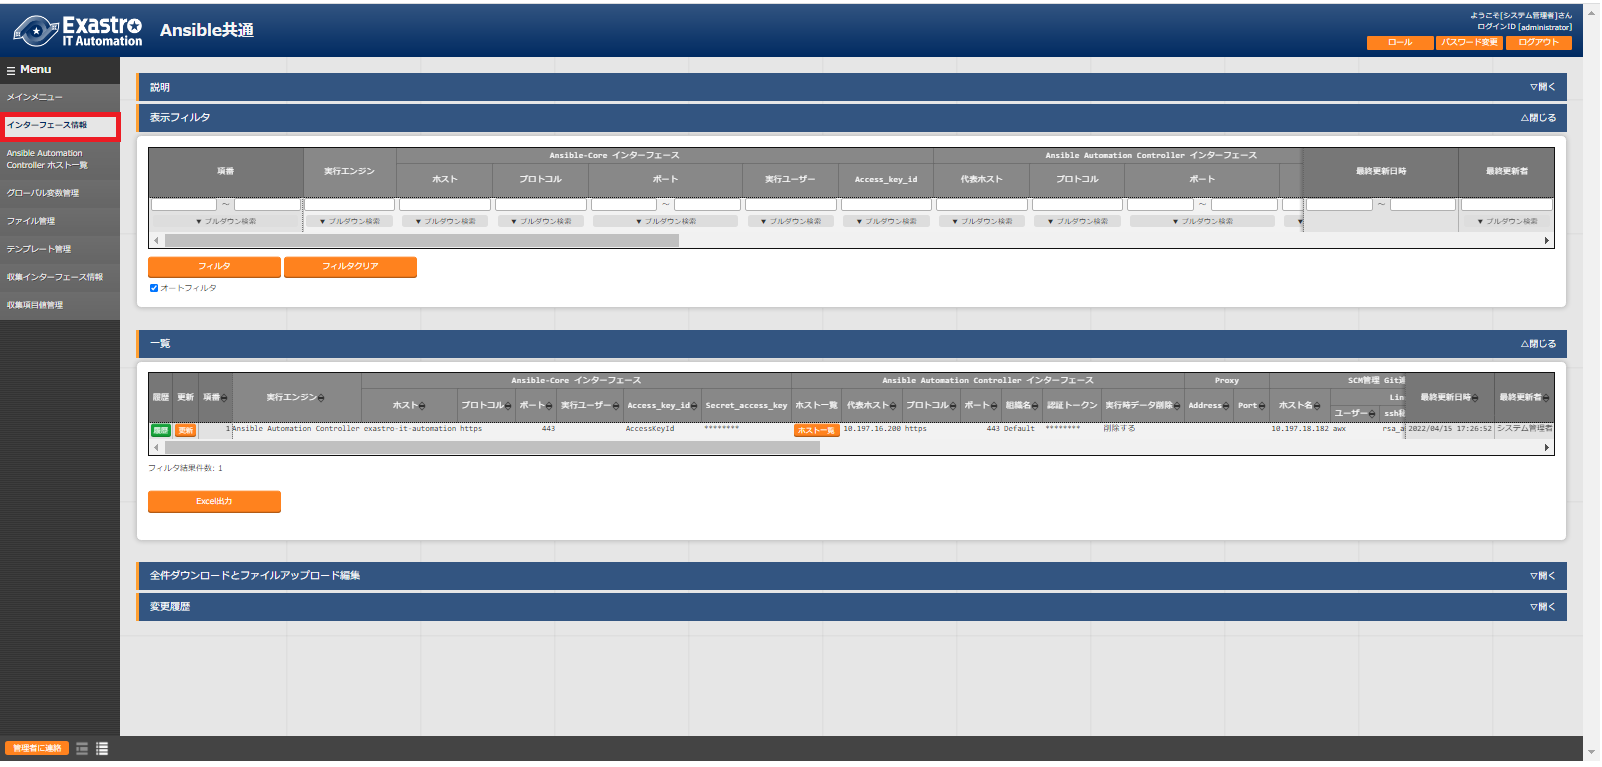 Exastro
IT Automation
Ansible共通
ようこそ[システム管理者]さん
ログインID [administrator]
ロール パスワード変更 ログアウト
Menu
メインメニュー
インターフェース情報
Ansible Automation
Controller ホスト一覧
グローバル変数管理
ファイル管理
テンプレート管理
収集インターフェース情報
収集項目値管理
説明 ▽開く
表示フィルタ △閉じる
項番 実行エンジン Ansible-Core インターフェース Ansible Automation Controller インターフェース 最終更新日時 最終更新者
ホスト プロトコル ポート 実行ユーザー Access_key_id 代表ホスト プロトコル ポート
~ ~ ~ ~
▼ プルダウン検索 ▼ プルダウン検索 ▼ プルダウン検索 ▼ プルダウン検索 ▼ プルダウン検索 ▼ プルダウン検索 ▼ プルダウン検索 ▼ プルダウン検索 ▼ プルダウン検索 ▼ プルダウン検索 ▼ ▼ プルダウン検索
フィルタ フィルタクリア
オートフィルタ
一覧 △閉じる
履歴 更新 項番 実行エンジン Ansible-Core インターフェース Ansible Automation Controller インターフェース Proxy SCM管理 Git連 最終更新日時 最終更新者
ホスト プロトコル ポート 実行ユーザー Access_key_id Secret_access_key ホスト一覧 代表ホスト プロトコル ポート 組織名 認証トークン 実行時データ削除 Address Port ホスト名 Lin
ユーザー ssh秘
履歴 更新 1 Ansible Automation Controller exastro-it-automation https 443 AccessKeyId ******** ホスト一覧 10.197.16.200 https 443 Default ******** 削除する 10.197.18.182 awx rsa_a 2022/04/15 17:26:52 システム管理者
フィルタ結果件数: 1
Excel出力
全件ダウンロードとファイルアップロード編集 ▽開く
変更履歴 ▽開く
管理者に連絡